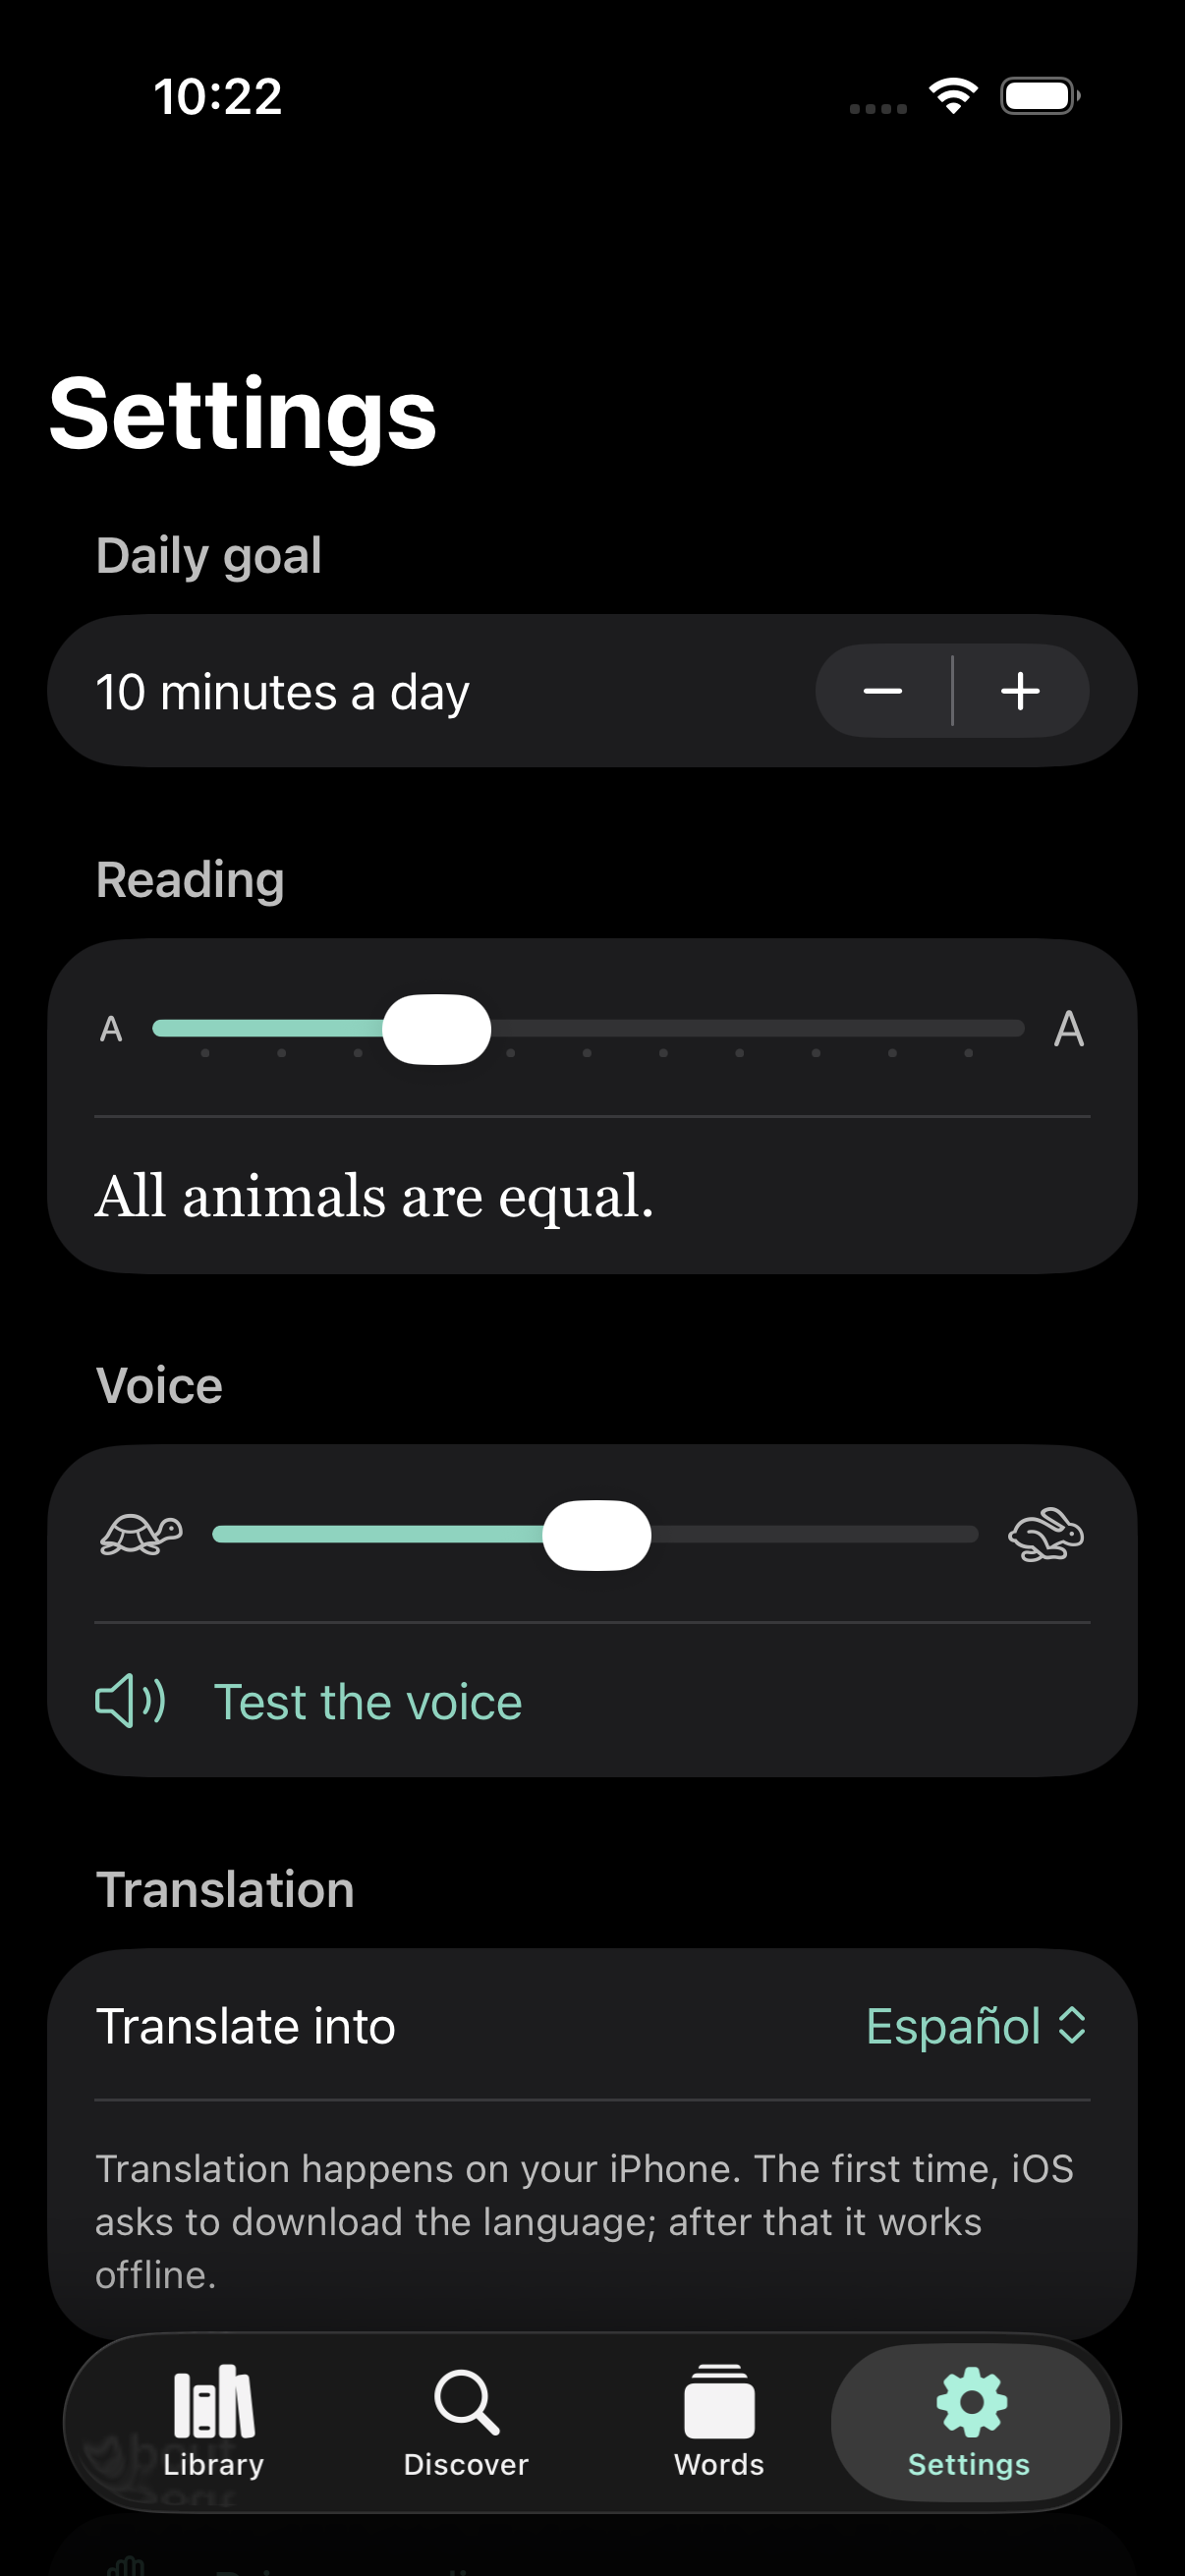 10:22
Settings
Daily goal
10 minutes a day
Reading
A
A
All animals are equal.
Voice
Test the voice
Translation
Translate into
Español
Translation happens on your iPhone. The first time, iOS
asks to download the language; after that it works
offline.
Library
Discover
Words
Settings